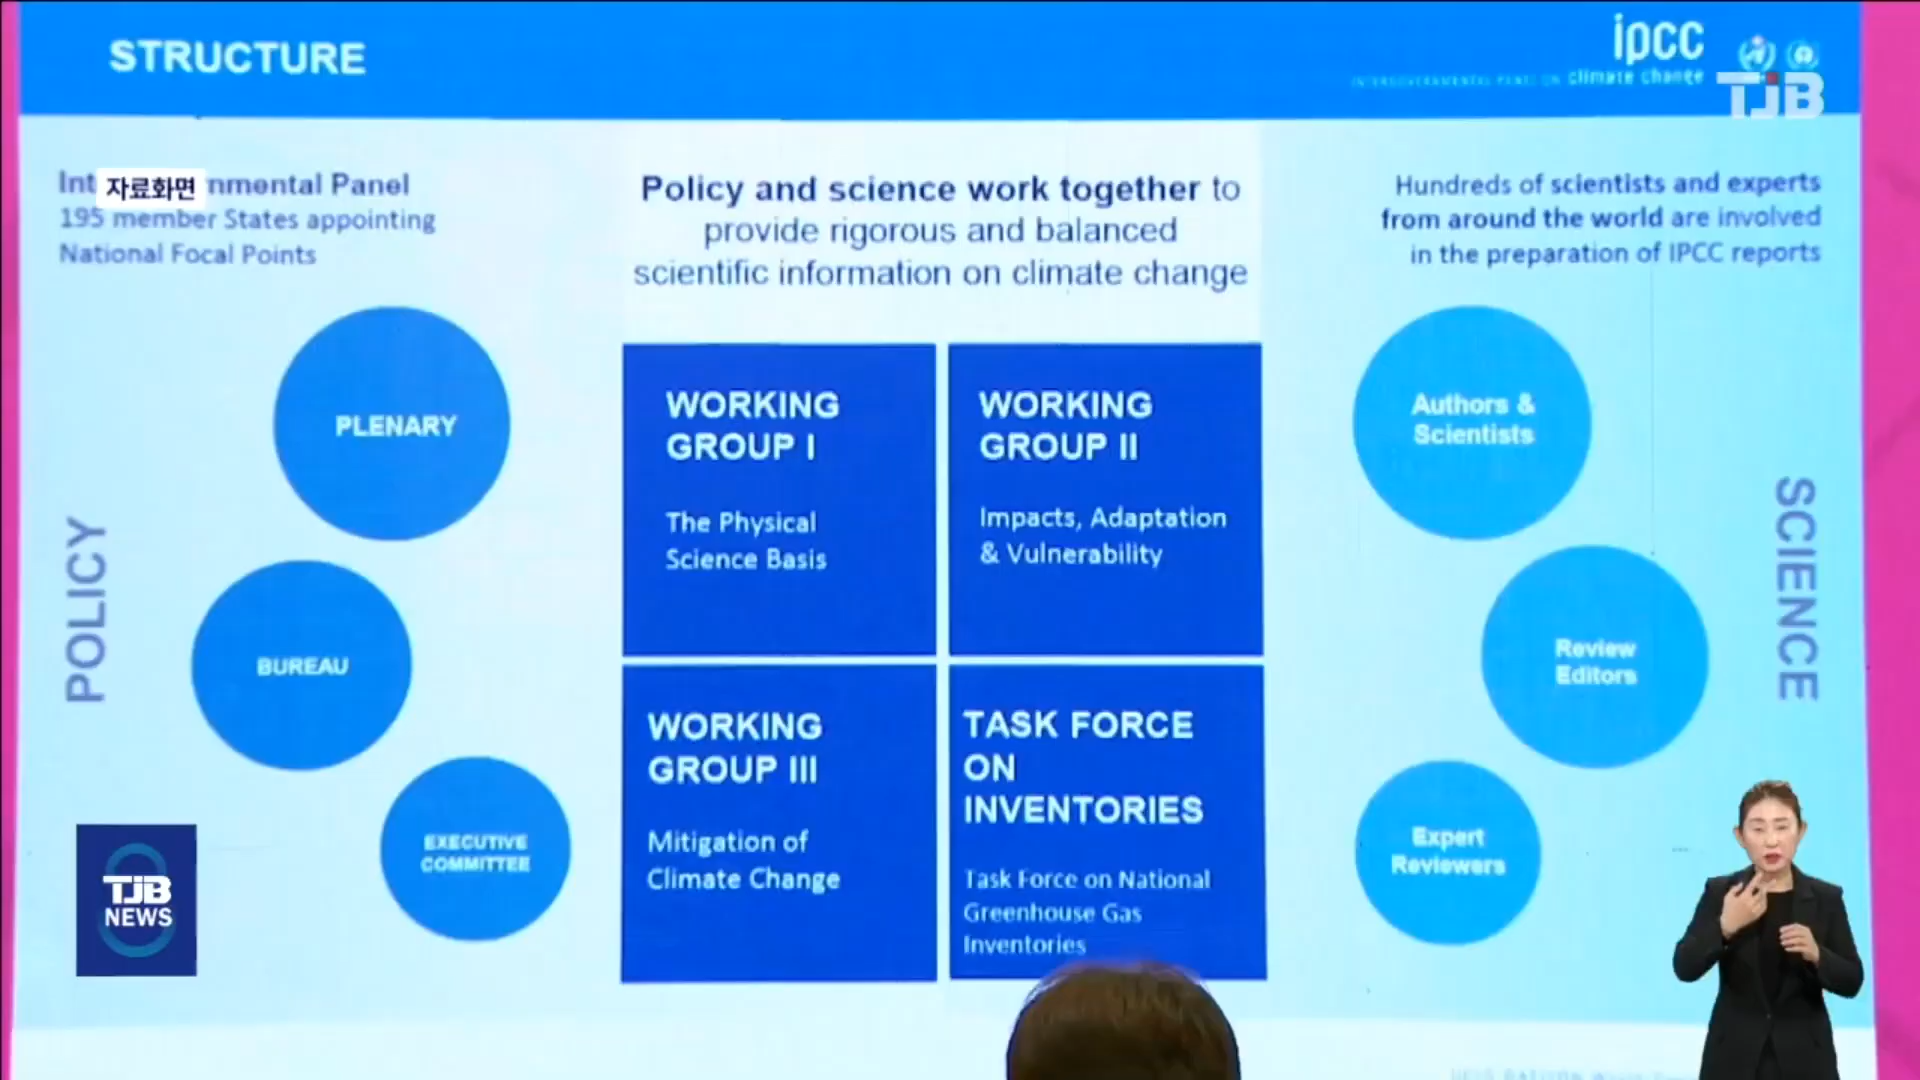 STRUCTURE
ipcc
INTERGOVERNMENTAL PANEL ON climate change
TJB
자료화면
Int nmental Panel
195 member States appointing
National Focal Points
Policy and science work together to
provide rigorous and balanced
scientific information on climate change
Hundreds of scientists and experts
from around the world are involved
in the preparation of IPCC reports
POLICY
PLENARY
BUREAU
EXECUTIVE
COMMITTEE
WORKING
GROUP I
The Physical
Science Basis
WORKING
GROUP II
Impacts, Adaptation
& Vulnerability
WORKING
GROUP III
Mitigation of
Climate Change
TASK FORCE
ON
INVENTORIES
Task Force on National
Greenhouse Gas
Inventories
Authors &
Scientists
Review
Editors
Expert
Reviewers
SCIENCE
TJB
NEWS